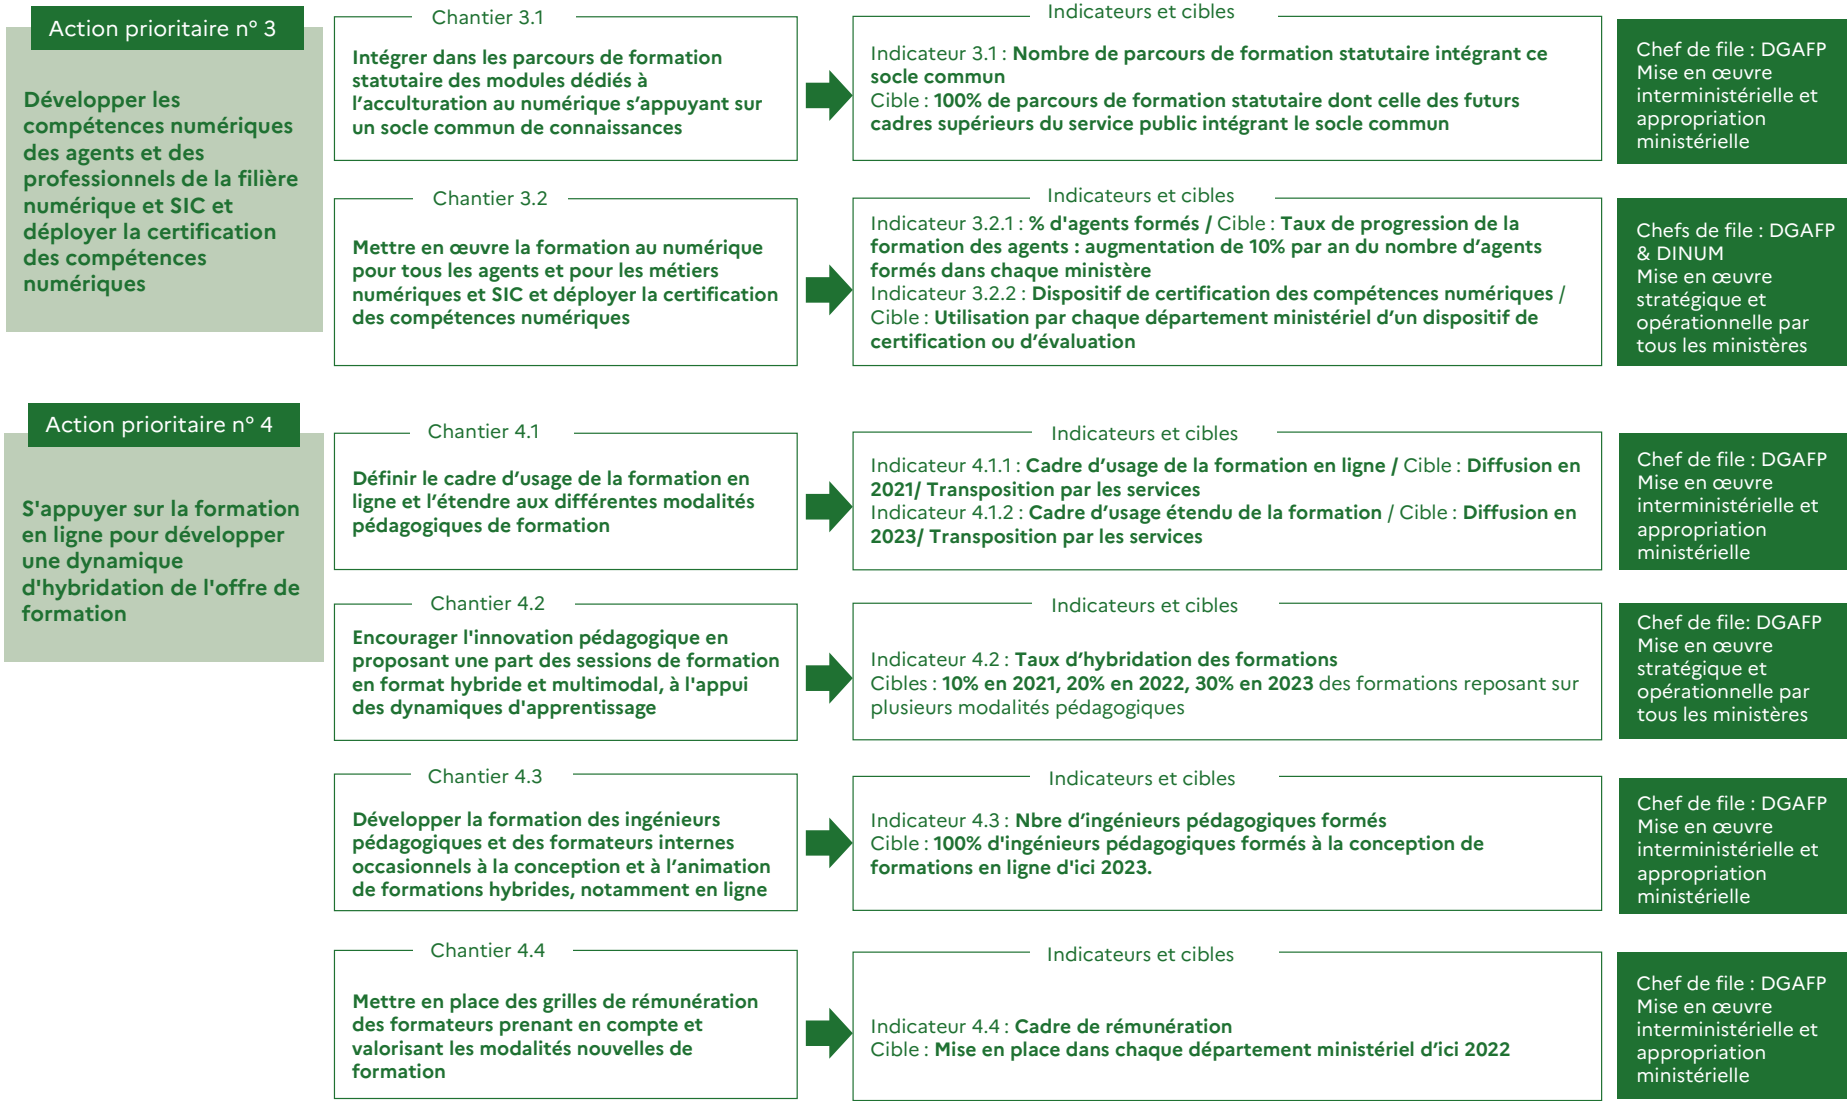 Action prioritaire n° 3
Développer les
compétences numériques
des agents et des
professionnels de la filière
numérique et SIC et
déployer la certification
des compétences
numériques
Chantier 3.1
Intégrer dans les parcours de formation
statutaire des modules dédiés à
l’acculturation au numérique s’appuyant sur
un socle commun de connaissances
Indicateurs et cibles
Indicateur 3.1 : Nombre de parcours de formation statutaire intégrant ce
socle commun
Cible : 100% de parcours de formation statutaire dont celle des futurs
cadres supérieurs du service public intégrant le socle commun
Chef de file : DGAFP
Mise en œuvre
interministérielle et
appropriation
ministérielle
Chantier 3.2
Mettre en œuvre la formation au numérique
pour tous les agents et pour les métiers
numériques et SIC et déployer la certification
des compétences numériques
Indicateurs et cibles
Indicateur 3.2.1 : % d'agents formés / Cible : Taux de progression de la
formation des agents : augmentation de 10% par an du nombre d’agents
formés dans chaque ministère
Indicateur 3.2.2 : Dispositif de certification des compétences numériques /
Cible : Utilisation par chaque département ministériel d’un dispositif de
certification ou d’évaluation
Chefs de file : DGAFP
& DINUM
Mise en œuvre
stratégique et
opérationnelle par
tous les ministères
Action prioritaire n° 4
S'appuyer sur la formation
en ligne pour développer
une dynamique
d'hybridation de l'offre de
formation
Chantier 4.1
Définir le cadre d’usage de la formation en
ligne et l’étendre aux différentes modalités
pédagogiques de formation
Indicateurs et cibles
Indicateur 4.1.1 : Cadre d’usage de la formation en ligne / Cible : Diffusion en
2021/ Transposition par les services
Indicateur 4.1.2 : Cadre d’usage étendu de la formation / Cible : Diffusion en
2023/ Transposition par les services
Chef de file : DGAFP
Mise en œuvre
interministérielle et
appropriation
ministérielle
Chantier 4.2
Encourager l'innovation pédagogique en
proposant une part des sessions de formation
en format hybride et multimodal, à l'appui
des dynamiques d'apprentissage
Indicateurs et cibles
Indicateur 4.2 : Taux d’hybridation des formations
Cibles : 10% en 2021, 20% en 2022, 30% en 2023 des formations reposant sur
plusieurs modalités pédagogiques
Chef de file: DGAFP
Mise en œuvre
stratégique et
opérationnelle par
tous les ministères
Chantier 4.3
Développer la formation des ingénieurs
pédagogiques et des formateurs internes
occasionnels à la conception et à l’animation
de formations hybrides, notamment en ligne
Indicateurs et cibles
Indicateur 4.3 : Nbre d’ingénieurs pédagogiques formés
Cible : 100% d'ingénieurs pédagogiques formés à la conception de
formations en ligne d'ici 2023.
Chef de file : DGAFP
Mise en œuvre
interministérielle et
appropriation
ministérielle
Chantier 4.4
Mettre en place des grilles de rémunération
des formateurs prenant en compte et
valorisant les modalités nouvelles de
formation
Indicateurs et cibles
Indicateur 4.4 : Cadre de rémunération
Cible : Mise en place dans chaque département ministériel d’ici 2022
Chef de file : DGAFP
Mise en œuvre
interministérielle et
appropriation
ministérielle